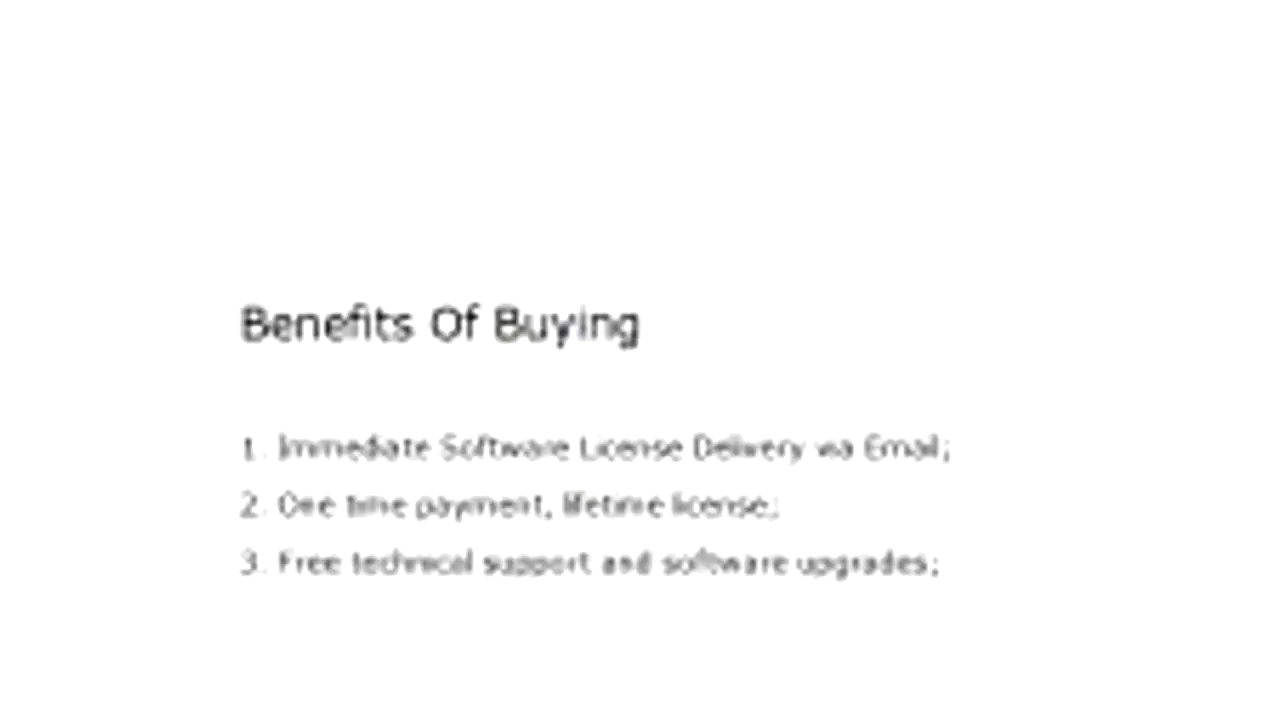 Benefits Of Buying
1. Immediate Software License Delivery via Email;
2. One time payment, lifetime license;
3. Free technical support and software upgrades;